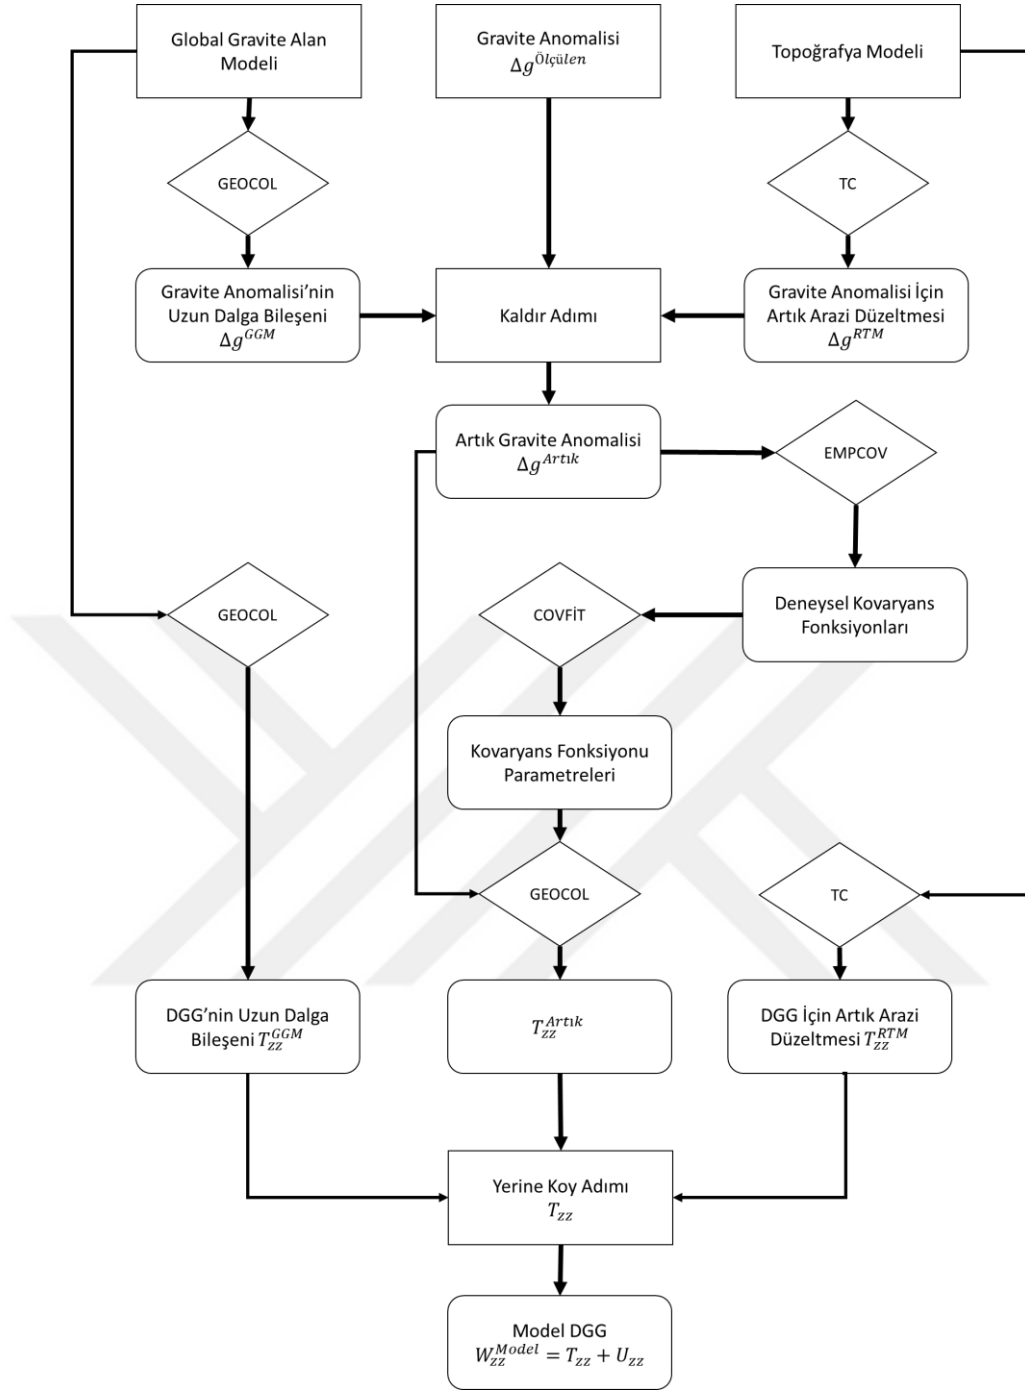 Global Gravite Alan
Modeli
Gravite Anomalisi
Δg^Ölçülen
Topoğrafya Modeli
GEOCOL
TC
Gravite Anomalisi’nin
Uzun Dalga Bileşeni
Δg^GGM
Kaldır Adımı
Gravite Anomalisi İçin
Artık Arazi Düzeltmesi
Δg^RTM
Artık Gravite Anomalisi
Δg^Artık
EMPCOV
GEOCOL
COVFİT
Deneysel Kovaryans
Fonksiyonları
Kovaryans Fonksiyonu
Parametreleri
GEOCOL
TC
DGG’nin Uzun Dalga
Bileşeni T_zz^GGM
T_zz^Artık
DGG İçin Artık Arazi
Düzeltmesi T_zz^RTM
Yerine Koy Adımı
T_zz
Model DGG
W_zz^Model = T_zz + U_zz